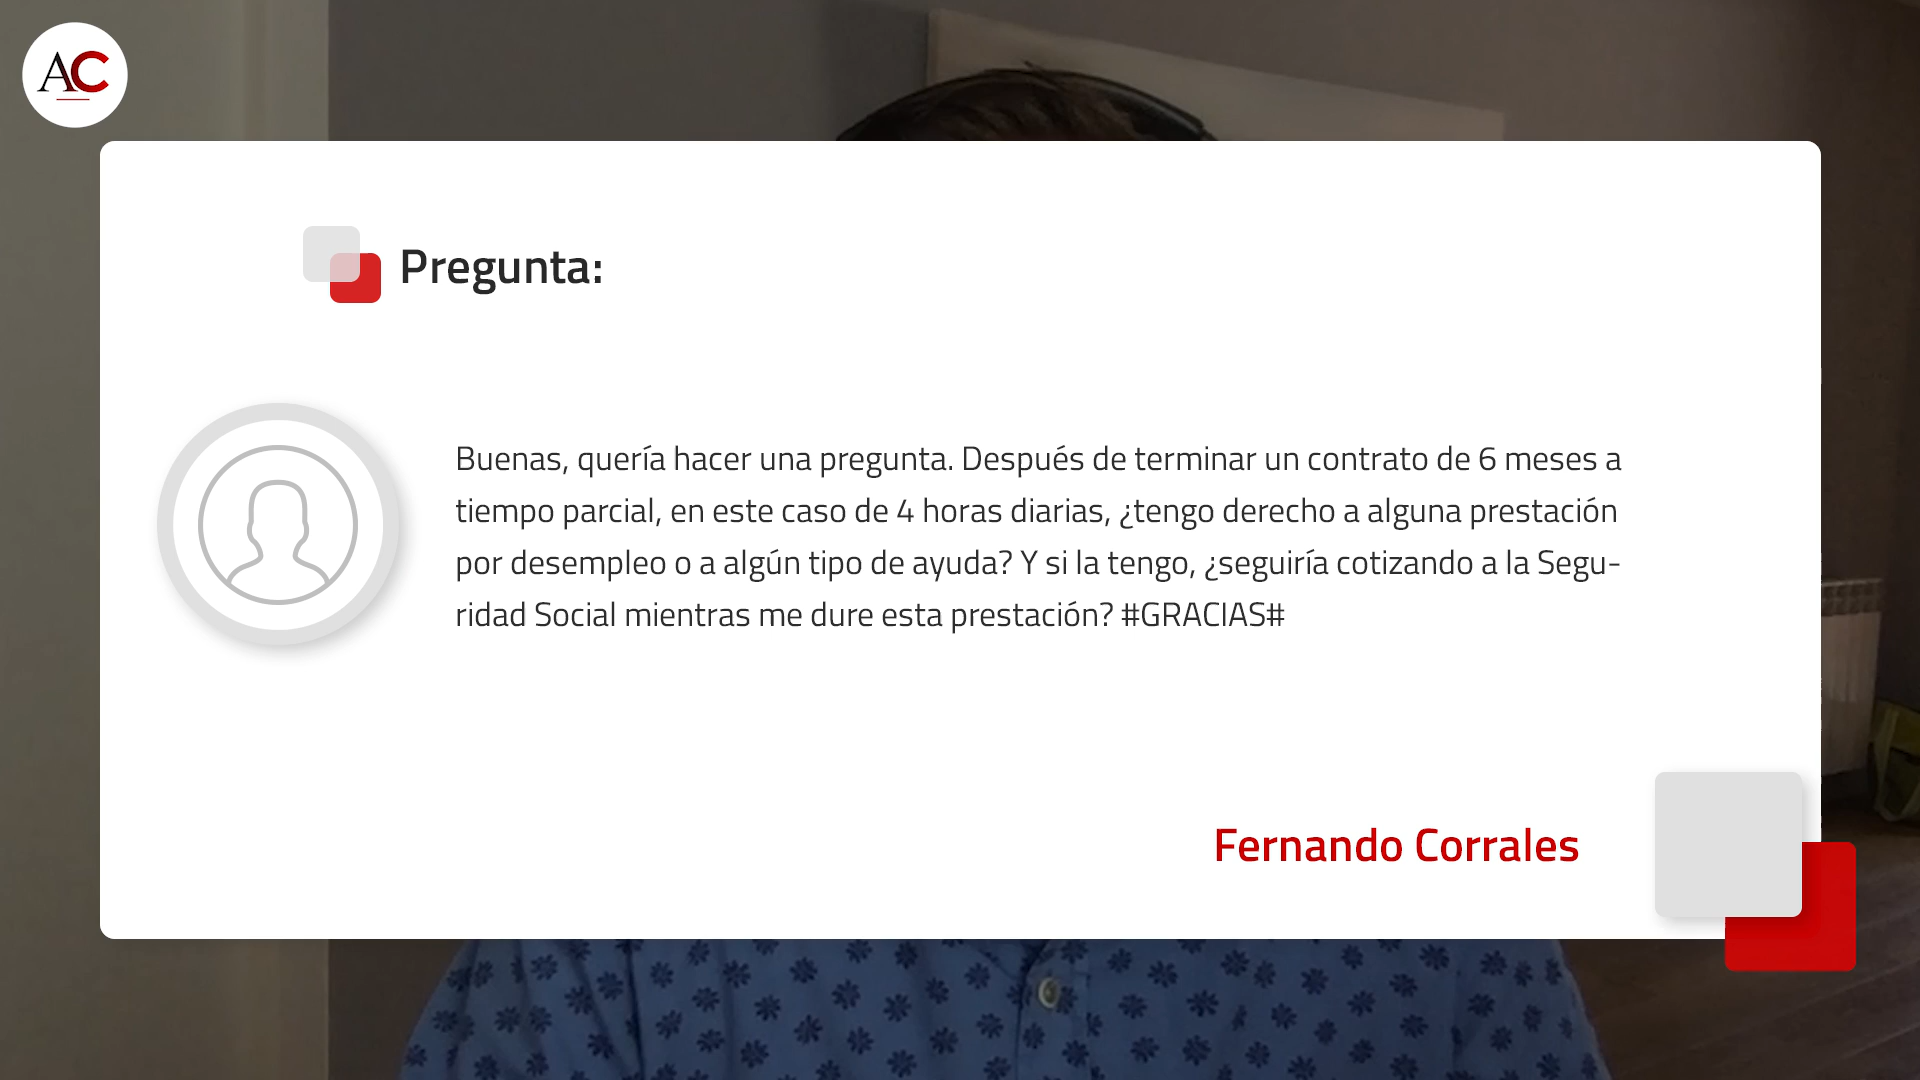 AC
Pregunta:
Buenas, quería hacer una pregunta. Después de terminar un contrato de 6 meses a
tiempo parcial, en este caso de 4 horas diarias, ¿tengo derecho a alguna prestación
por desempleo o a algún tipo de ayuda? Y si la tengo, ¿seguiría cotizando a la Segu-
ridad Social mientras me dure esta prestación? #GRACIAS#
Fernando Corrales